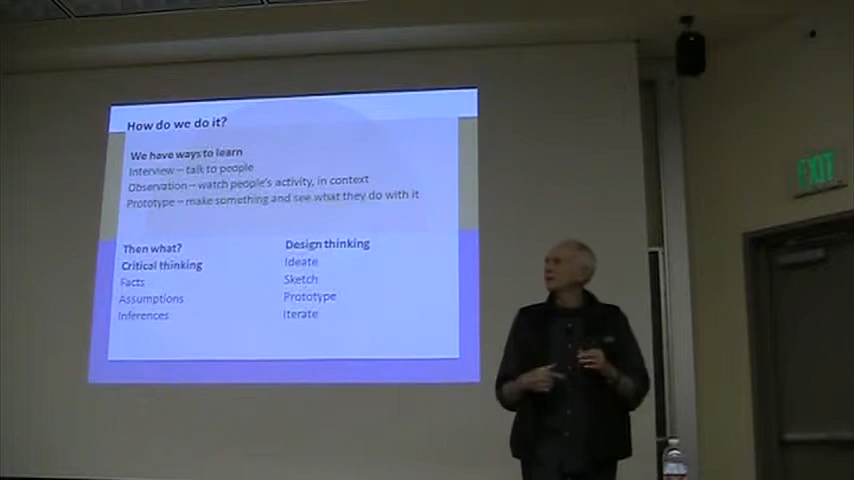 How do we do it?
We have ways to learn
Interview – talk to people
Observation – watch people's activity, in context
Prototype – make something and see what they do with it
Then what?
Critical thinking
Facts
Assumptions
Inferences
Design thinking
Ideate
Sketch
Prototype
Iterate
EXIT